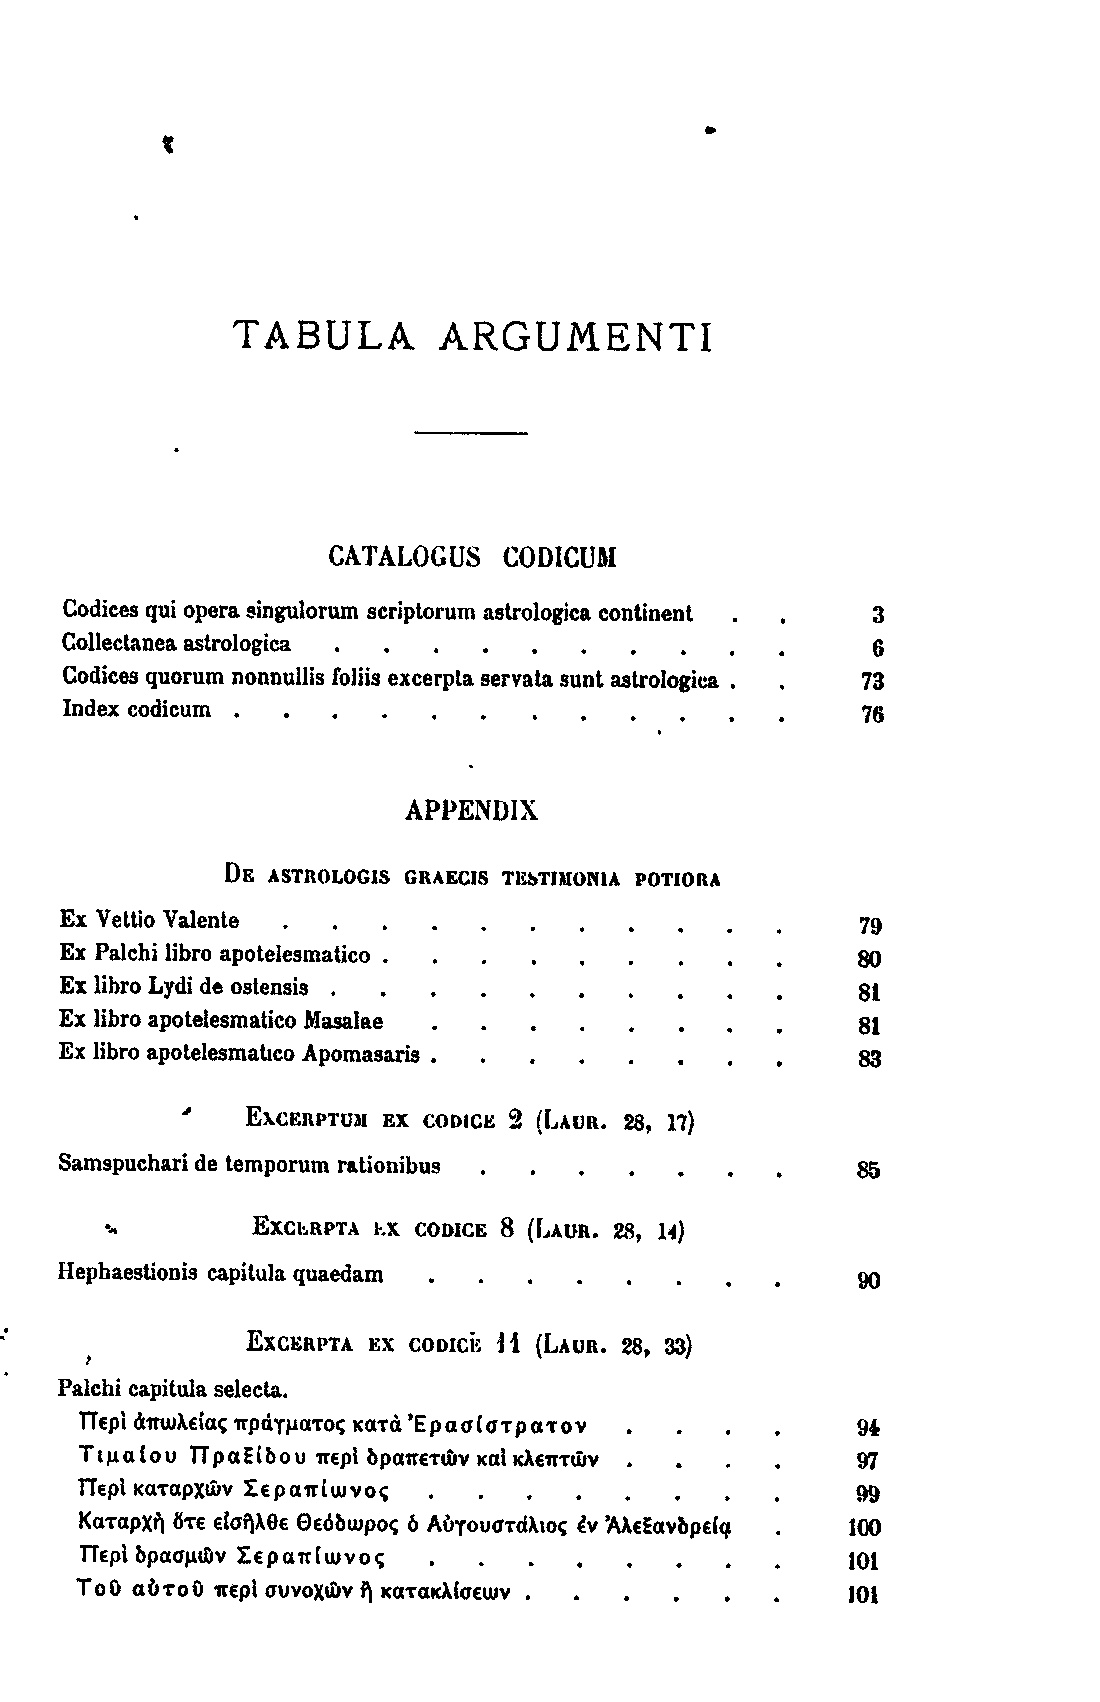 TABULA ARGUMENTI
CATALOGUS CODICUM
Codices qui opera singulorum scriptorum astrologica continent . . 3
Collectanea astrologica . . . . . . . . . . 6
Codices quorum nonnullis foliis excerpta servata sunt astrologica . . 73
Index codicum . . . . . . . . . . . . 76
APPENDIX
DE ASTROLOGIS GRAECIS TESTIMONIA POTIORA
Ex Vettio Valente . . . . . . . . . . . 79
Ex Palchi libro apotelesmatico . . . . . . . . . 80
Ex libro Lydi de ostensis . . . . . . . . . . 81
Ex libro apotelesmatico Masalae . . . . . . . . 81
Ex libro apotelesmatico Apomasaris . . . . . . . . 83
EXCERPTUM EX CODICE 2 (LAUR. 28, 17)
Samspuchari de temporum rationibus . . . . . . . 85
EXCERPTA EX CODICE 8 (LAUR. 28, 14)
Hephaestionis capitula quaedam . . . . . . . . 90
EXCERPTA EX CODICE 11 (LAUR. 28, 33)
Palchi capitula selecta.
Περὶ ἀπωλείας πράγματος κατὰ Ἐρασίστρατον . . . . 94
Τιμαίου Πραξίδου περὶ δραπετῶν καὶ κλεπτῶν . . . . 97
Περὶ καταρχῶν Σεραπίωνος . . . . . . . . 99
Καταρχὴ ὅτε εἰσῆλθε Θεόδωρος ὁ Αὐγουστάλιος ἐν Ἀλεξανδρείᾳ . 100
Περὶ δρασμῶν Σεραπίωνος . . . . . . . . 101
Τοῦ αὐτοῦ περὶ συνοχῶν ἢ κατακλίσεων . . . . . . 101